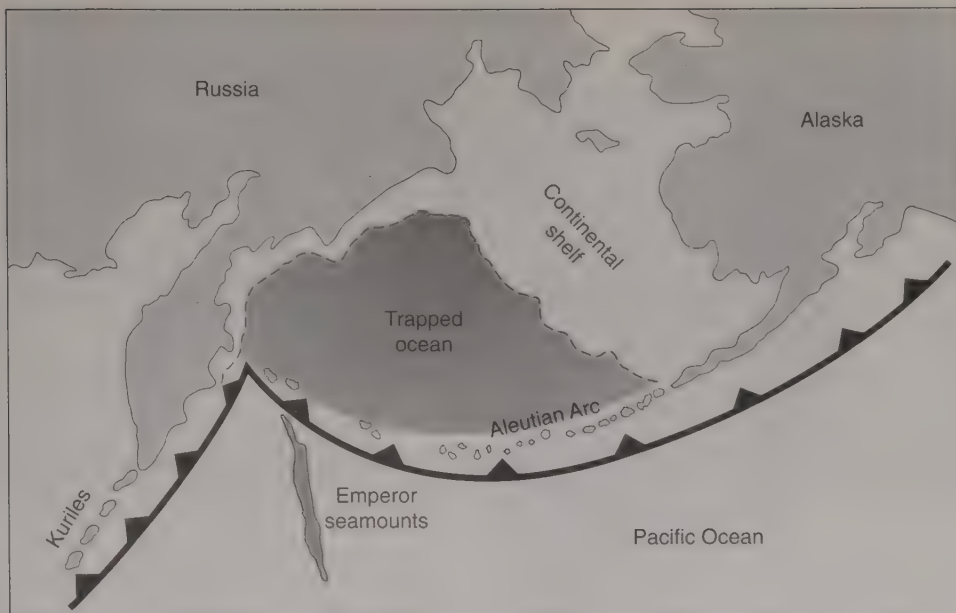 Russia
Alaska
Continental
shelf
Trapped
ocean
Aleutian Arc
Kuriles
Emperor
seamounts
Pacific Ocean